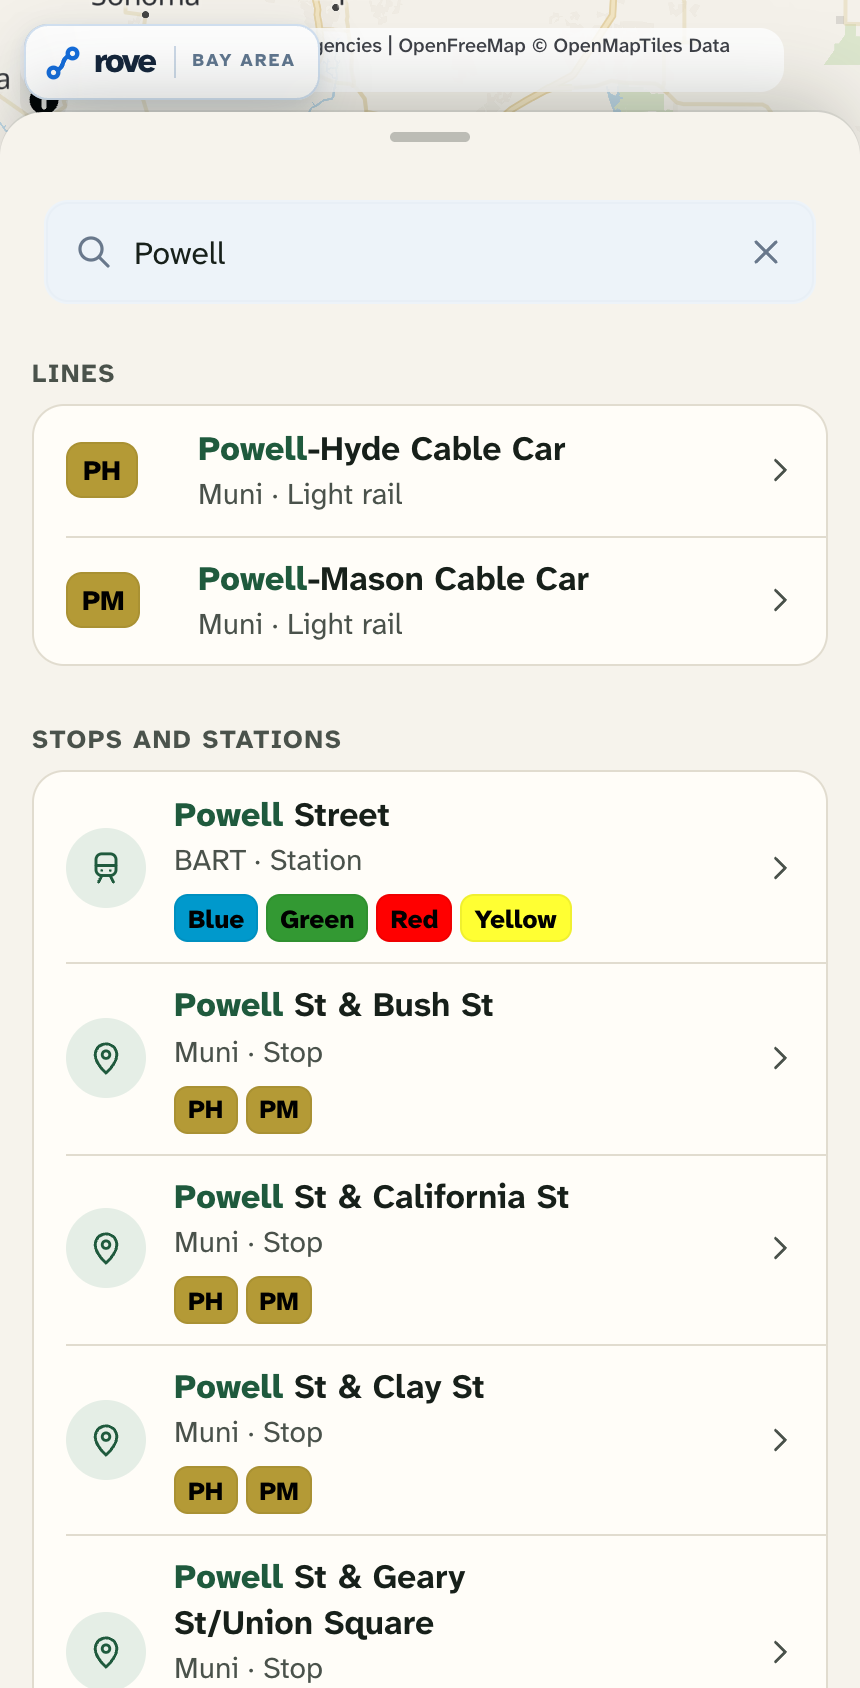 rove BAY AREA
| OpenFreeMap © OpenMapTiles Data
Powell
LINES
PH
Powell-Hyde Cable Car
Muni · Light rail
PM
Powell-Mason Cable Car
Muni · Light rail
STOPS AND STATIONS
Powell Street
BART · Station
Blue Green Red Yellow
Powell St & Bush St
Muni · Stop
PH PM
Powell St & California St
Muni · Stop
PH PM
Powell St & Clay St
Muni · Stop
PH PM
Powell St & Geary
St/Union Square
Muni · Stop